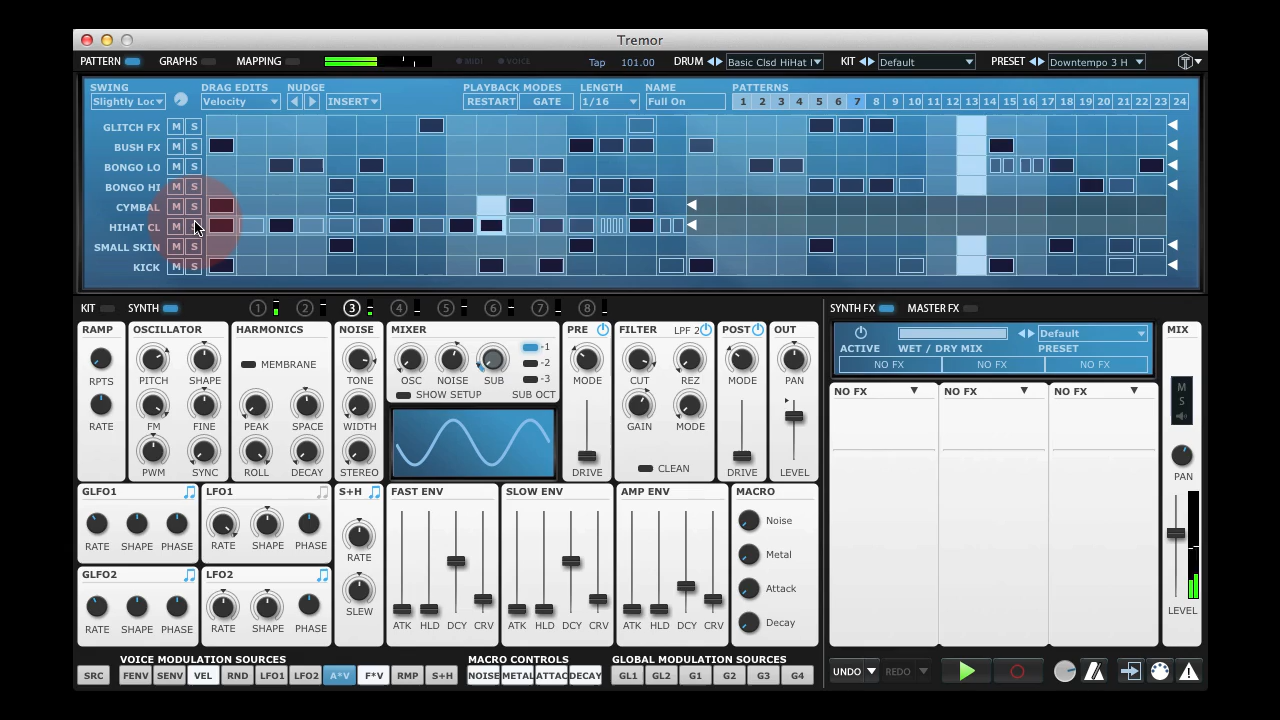 Tremor
PATTERN GRAPHS MAPPING MIDI VOICE Tap 101.00 DRUM Basic Clsd HiHat KIT Default PRESET Downtempo 3 H
SWING DRAG EDITS NUDGE PLAYBACK MODES LENGTH NAME PATTERNS
Slightly Loc Velocity INSERT RESTART GATE 1/16 Full On 1 2 3 4 5 6 7 8 9 10 11 12 13 14 15 16 17 18 19 20 21 22 23 24
GLITCH FX M S
BUSH FX M S
BONGO LO M S
BONGO HI M S
CYMBAL M S
HIHAT CL M S
SMALL SKIN M S
KICK M S
KIT SYNTH 1 2 3 4 5 6 7 8 SYNTH FX MASTER FX
RAMP OSCILLATOR HARMONICS NOISE MIXER PRE FILTER LPF 2 POST OUT MIX
RPTS PITCH SHAPE MEMBRANE TONE OSC NOISE SUB -1 -2 -3 SUB OCT MODE CUT REZ MODE PAN
SHOW SETUP
RATE FM FINE PEAK SPACE WIDTH GAIN MODE
PWM SYNC ROLL DECAY STEREO DRIVE CLEAN DRIVE LEVEL
Default
ACTIVE WET / DRY MIX PRESET
NO FX NO FX NO FX
NO FX NO FX NO FX
M
S
PAN
LEVEL
GLFO1 LFO1 S+H FAST ENV SLOW ENV AMP ENV MACRO
RATE SHAPE PHASE RATE SHAPE PHASE RATE Noise
Metal
GLFO2 LFO2 Attack
RATE SHAPE PHASE RATE SHAPE PHASE SLEW ATK HLD DCY CRV ATK HLD DCY CRV ATK HLD DCY CRV Decay
VOICE MODULATION SOURCES MACRO CONTROLS GLOBAL MODULATION SOURCES
SRC FENV SENV VEL RND LFO1 LFO2 A*V F*V RMP S+H NOISE METAL ATTAC DECAY GL1 GL2 G1 G2 G3 G4 UNDO REDO